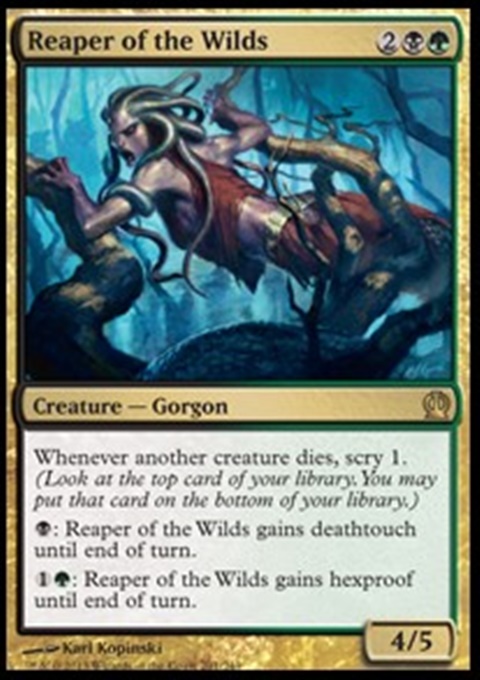 Reaper of the Wilds 2
Creature — Gorgon
Whenever another creature dies, scry 1.
(Look at the top card of your library. You may
put that card on the bottom of your library.)
: Reaper of the Wilds gains deathtouch
until end of turn.
1 : Reaper of the Wilds gains hexproof
until end of turn.
4/5
Karl Kopinski